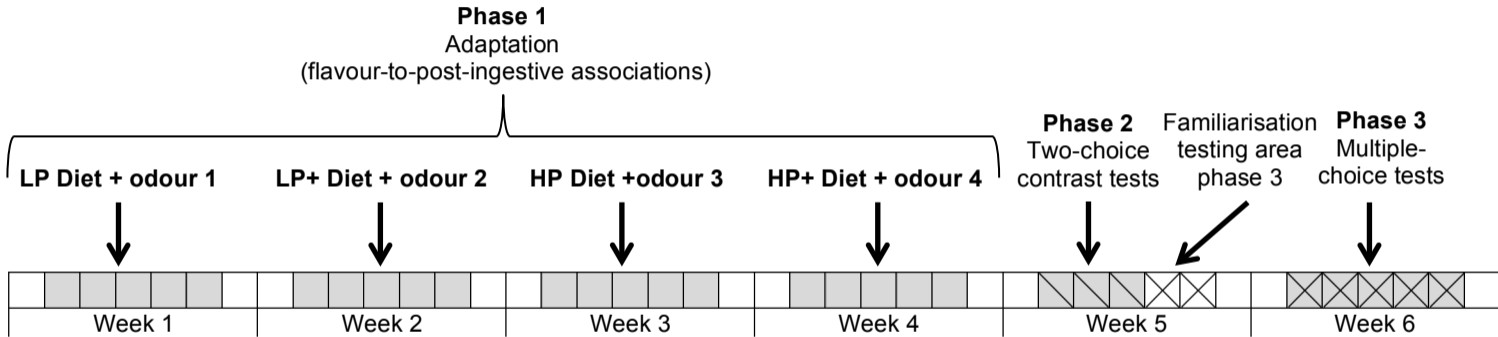 Phase 1
Adaptation
(flavour-to-post-ingestive associations)
Phase 2
Two-choice
contrast tests
Familiarisation
testing area
phase 3
Phase 3
Multiple-
choice tests
LP Diet + odour 1
LP+ Diet + odour 2
HP Diet +odour 3
HP+ Diet + odour 4
Week 1
Week 2
Week 3
Week 4
Week 5
Week 6